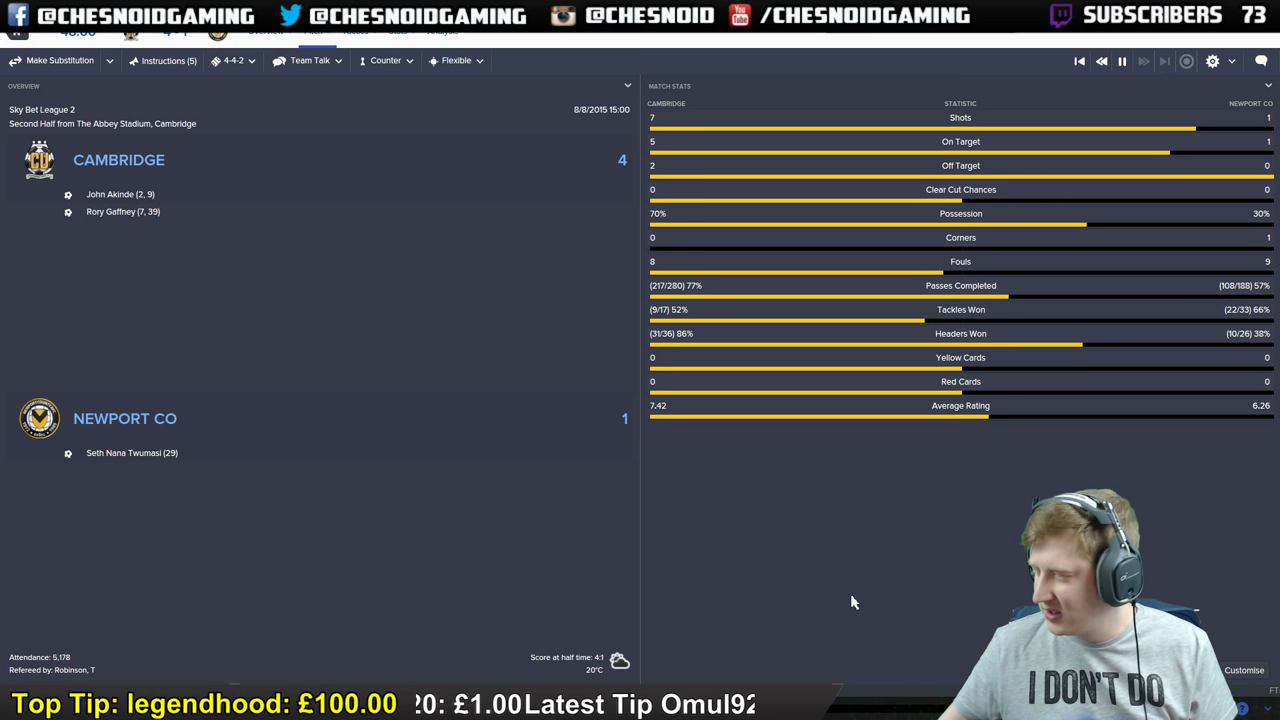 @CHESNOIDGAMING @CHESNOIDGAMING @CHESNOID /CHESNOIDGAMING SUBSCRIBERS 73
Make Substitution Instructions (5) 4-4-2 Team Talk Counter Flexible
OVERVIEW
Sky Bet League 2 8/8/2015 15:00
Second Half from The Abbey Stadium, Cambridge
CAMBRIDGE 4
John Akinde (2, 9)
Rory Gaffney (7, 39)
NEWPORT CO 1
Seth Nana Twumasi (29)
Attendance: 5,178 Score at half time: 4:1
Refereed by: Robinson, T 20°C
MATCH STATS
CAMBRIDGE STATISTIC NEWPORT CO
7 Shots 1
5 On Target 1
2 Off Target 0
0 Clear Cut Chances 0
70% Possession 30%
0 Corners 1
8 Fouls 9
(217/280) 77% Passes Completed (108/188) 57%
(9/17) 52% Tackles Won (22/33) 66%
(31/36) 86% Headers Won (10/26) 38%
0 Yellow Cards 0
0 Red Cards 0
7.42 Average Rating 6.26
Customise
I DON'T DO
Top Tip: legendhood: £100.00 20: £1.00 Latest Tip Omul92